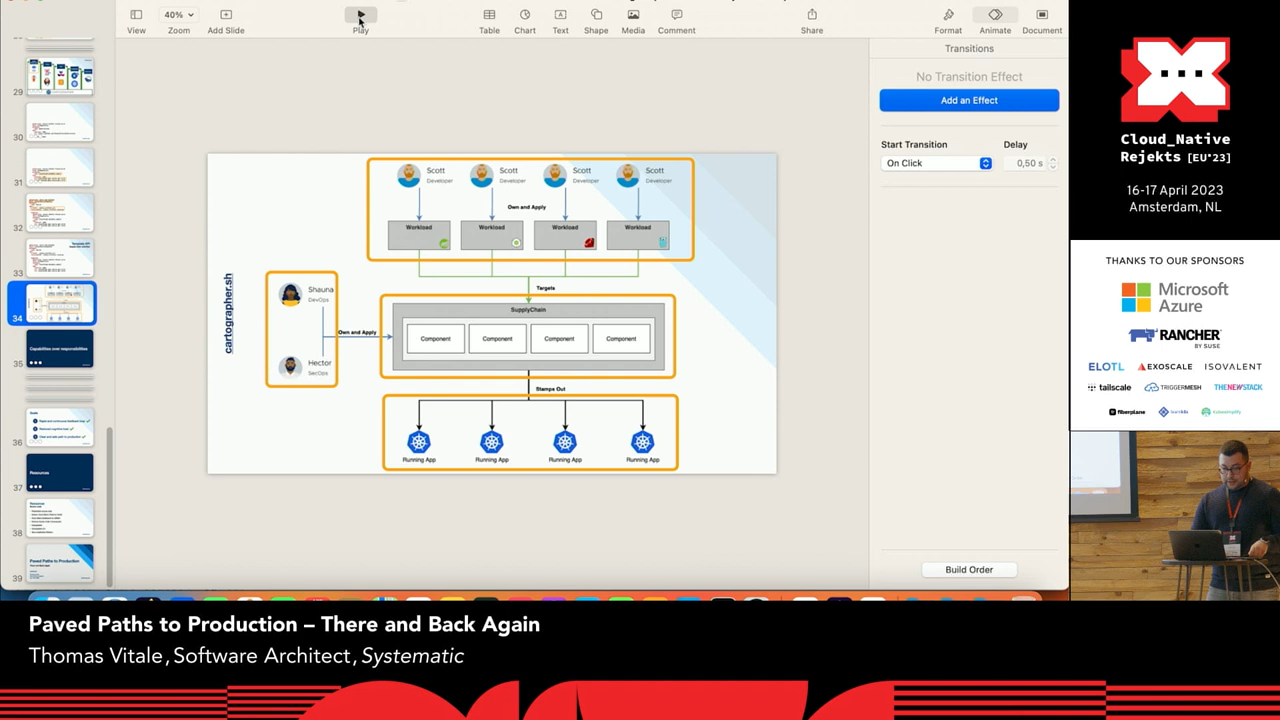 40%
View
Zoom
Add Slide
Play
Table
Chart
Text
Shape
Media
Comment
Share
Format
Animate
Document
Transitions
No Transition Effect
Add an Effect
Start Transition
Delay
On Click
0,50 s
Build Order
29
30
31
32
33
34
35
36
37
38
39
Capabilities over responsibilities
Goals
Resources
Paved Paths to Production
Scott
Developer
Scott
Developer
Scott
Developer
Scott
Developer
Own and Apply
Workload
Workload
Workload
Workload
Targets
cartographer.sh
Shauna
DevOps
Own and Apply
Hector
SecOps
SupplyChain
Component
Component
Component
Component
Stamps Out
Running App
Running App
Running App
Running App
Cloud_Native
Rejekts [EU'23]
16-17 April 2023
Amsterdam, NL
THANKS TO OUR SPONSORS
Microsoft
Azure
RANCHER
BY SUSE
ELOTL
EXOSCALE
ISOVALENT
tailscale
TRIGGERMESH
THENEWSTACK
fiberplane
Paved Paths to Production – There and Back Again
Thomas Vitale, Software Architect, Systematic